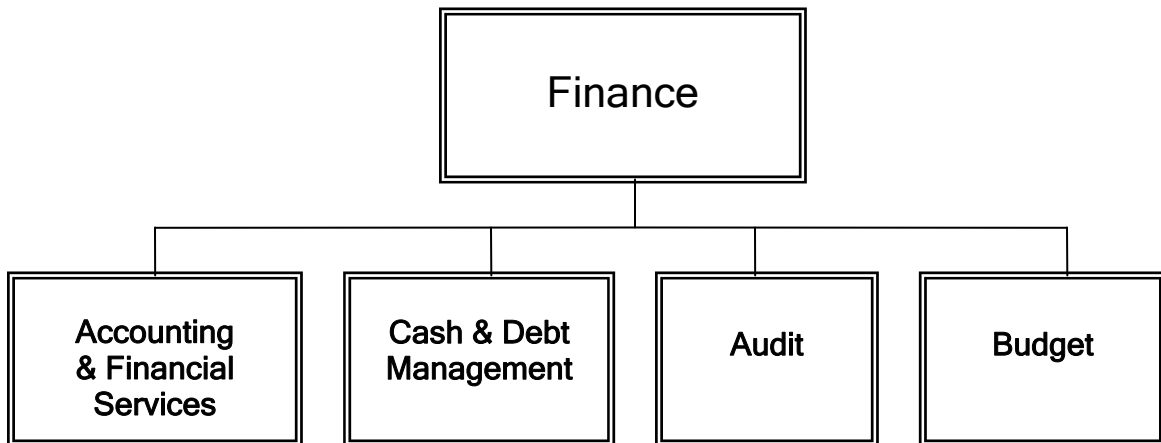 Finance
Accounting
& Financial
Services
Cash & Debt
Management
Audit
Budget